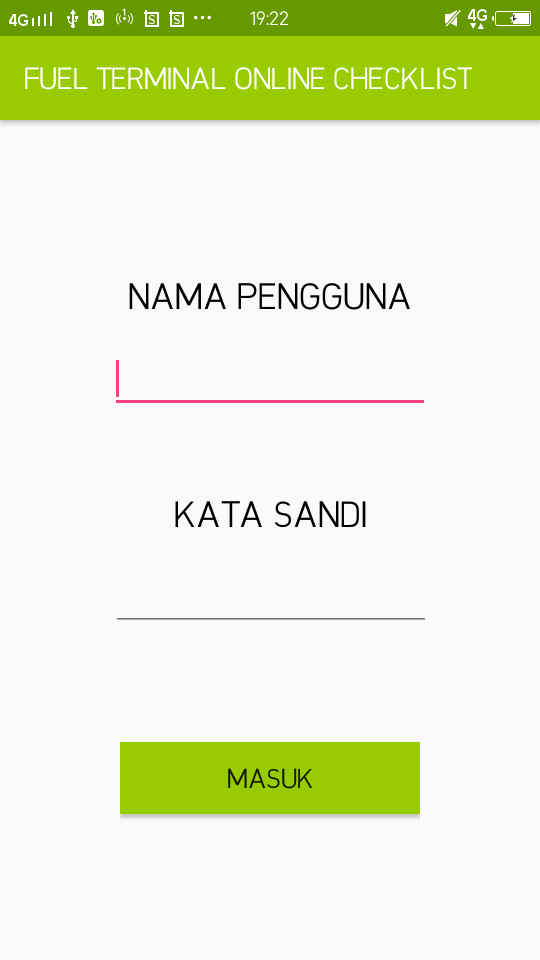 4G 19:22 4G
FUEL TERMINAL ONLINE CHECKLIST
NAMA PENGGUNA
KATA SANDI
MASUK